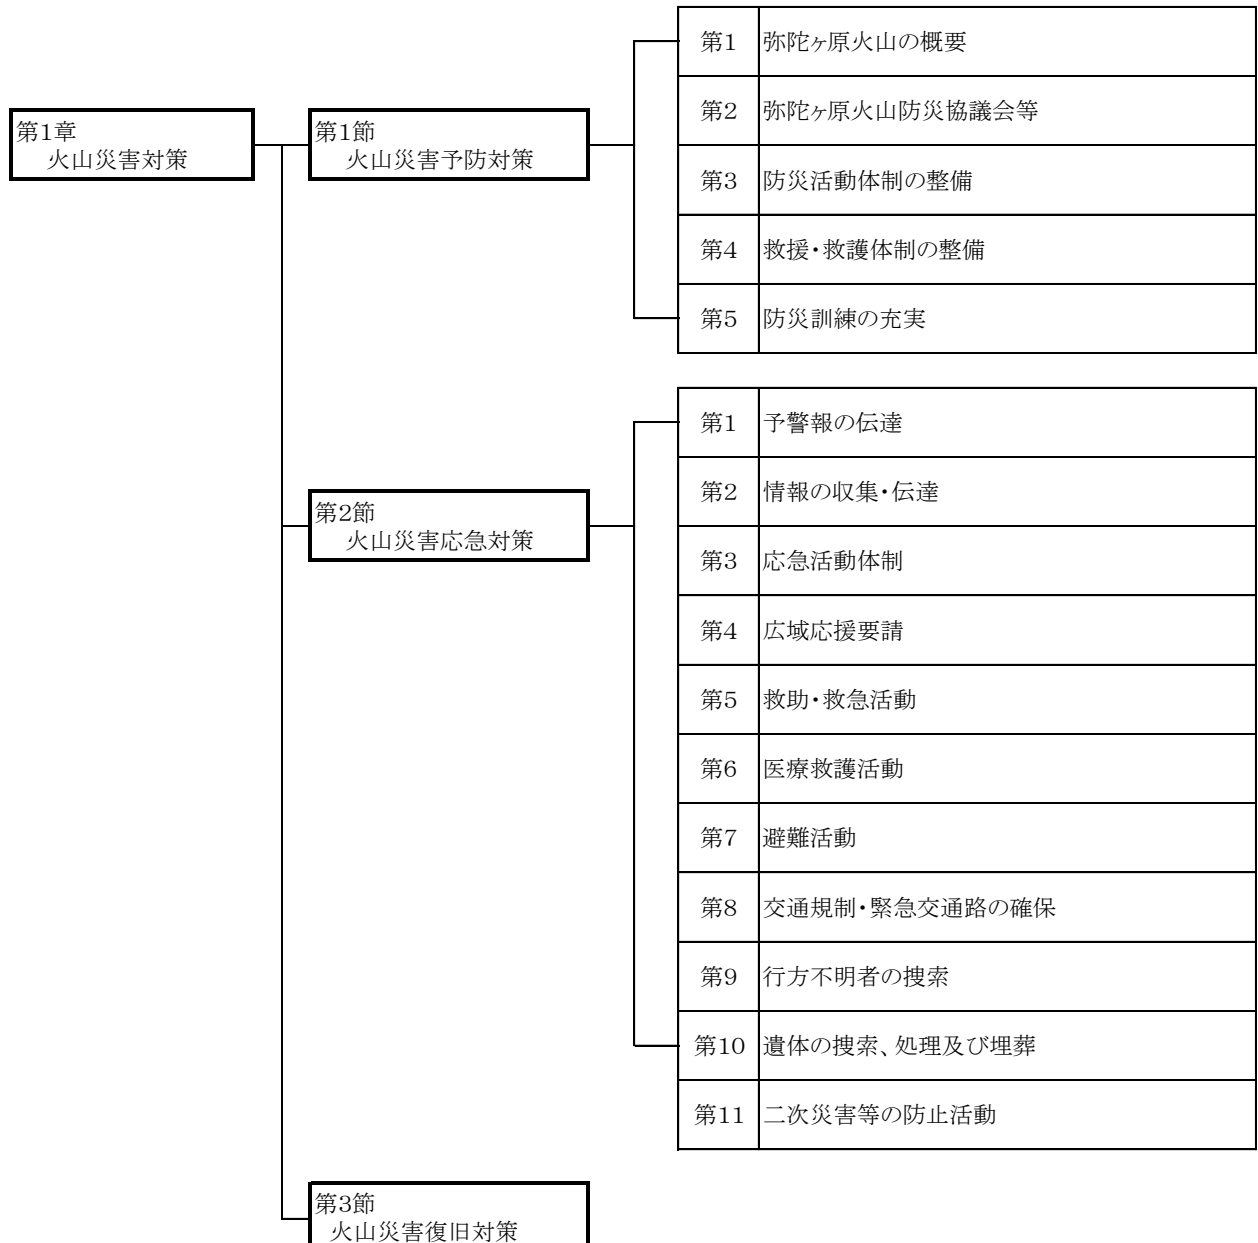 第1章
火山災害対策
第1節
火山災害予防対策
第1 弥陀ヶ原火山の概要
第2 弥陀ヶ原火山防災協議会等
第3 防災活動体制の整備
第4 救援・救護体制の整備
第5 防災訓練の充実
第2節
火山災害応急対策
第1 予警報の伝達
第2 情報の収集・伝達
第3 応急活動体制
第4 広域応援要請
第5 救助・救急活動
第6 医療救護活動
第7 避難活動
第8 交通規制・緊急交通路の確保
第9 行方不明者の捜索
第10 遺体の捜索、処理及び埋葬
第11 二次災害等の防止活動
第3節
火山災害復旧対策